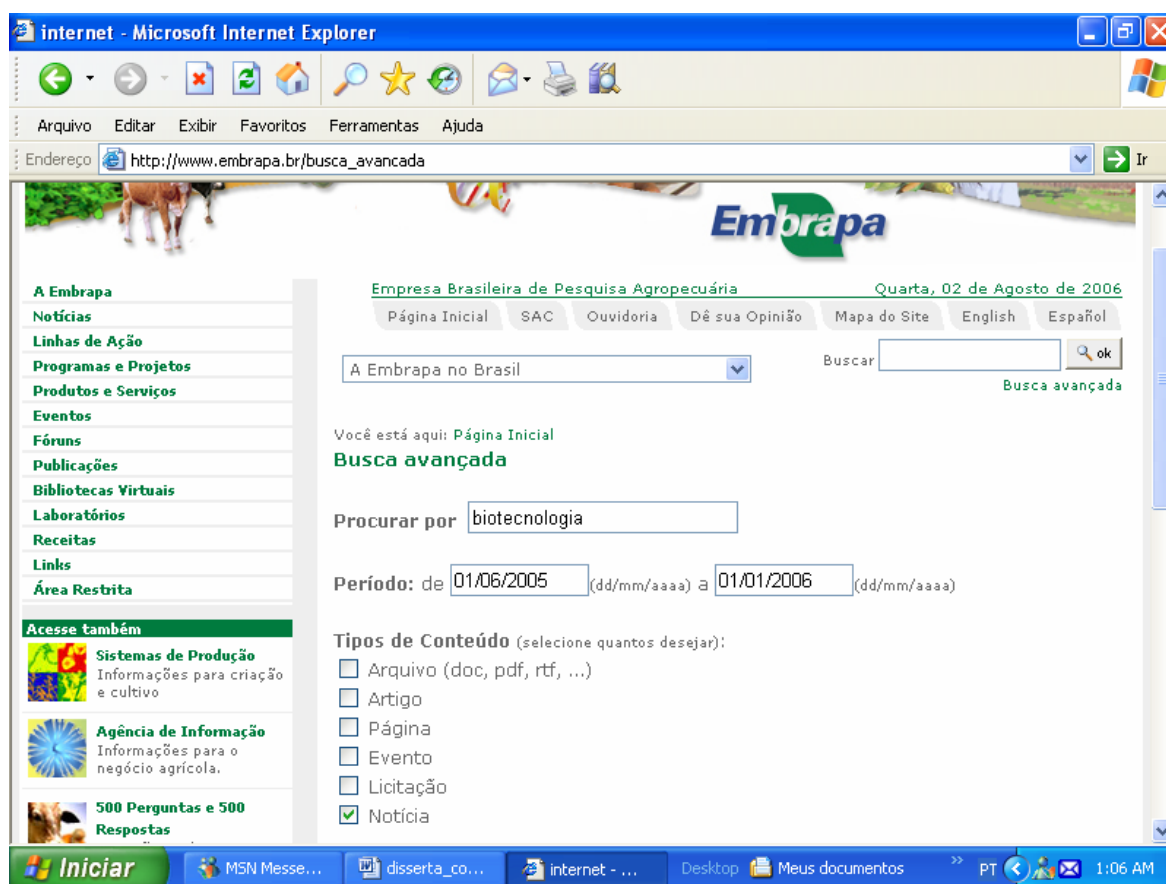 internet - Microsoft Internet Explorer
Arquivo Editar Exibir Favoritos Ferramentas Ajuda
Endereço http://www.embrapa.br/busca_avancada Ir
Embrapa
A Embrapa
Notícias
Linhas de Ação
Programas e Projetos
Produtos e Serviços
Eventos
Fóruns
Publicações
Bibliotecas Virtuais
Laboratórios
Receitas
Links
Área Restrita
Acesse também
Sistemas de Produção
Informações para criação
e cultivo
Agência de Informação
Informações para o
negócio agrícola.
500 Perguntas e 500
Respostas
Empresa Brasileira de Pesquisa Agropecuária Quarta, 02 de Agosto de 2006
Página Inicial SAC Ouvidoria Dê sua Opinião Mapa do Site English Español
A Embrapa no Brasil Buscar ok
Busca avançada
Você está aqui: Página Inicial
Busca avançada
Procurar por biotecnologia
Período: de 01/06/2005 (dd/mm/aaaa) a 01/01/2006 (dd/mm/aaaa)
Tipos de Conteúdo (selecione quantos desejar):
Arquivo (doc, pdf, rtf, ...)
Artigo
Página
Evento
Licitação
Notícia
Iniciar MSN Messe... disserta_co... internet - ... Desktop Meus documentos » PT 1:06 AM